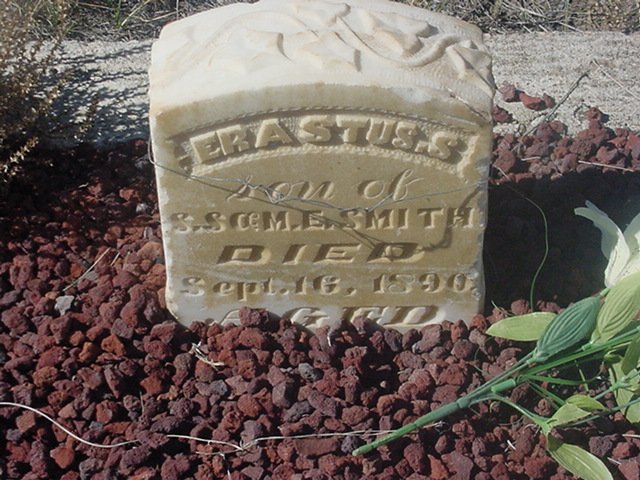 ERASTUS.S.
son of
S.S. & M.E. SMITH
DIED
Sept. 16, 1890.
AGED